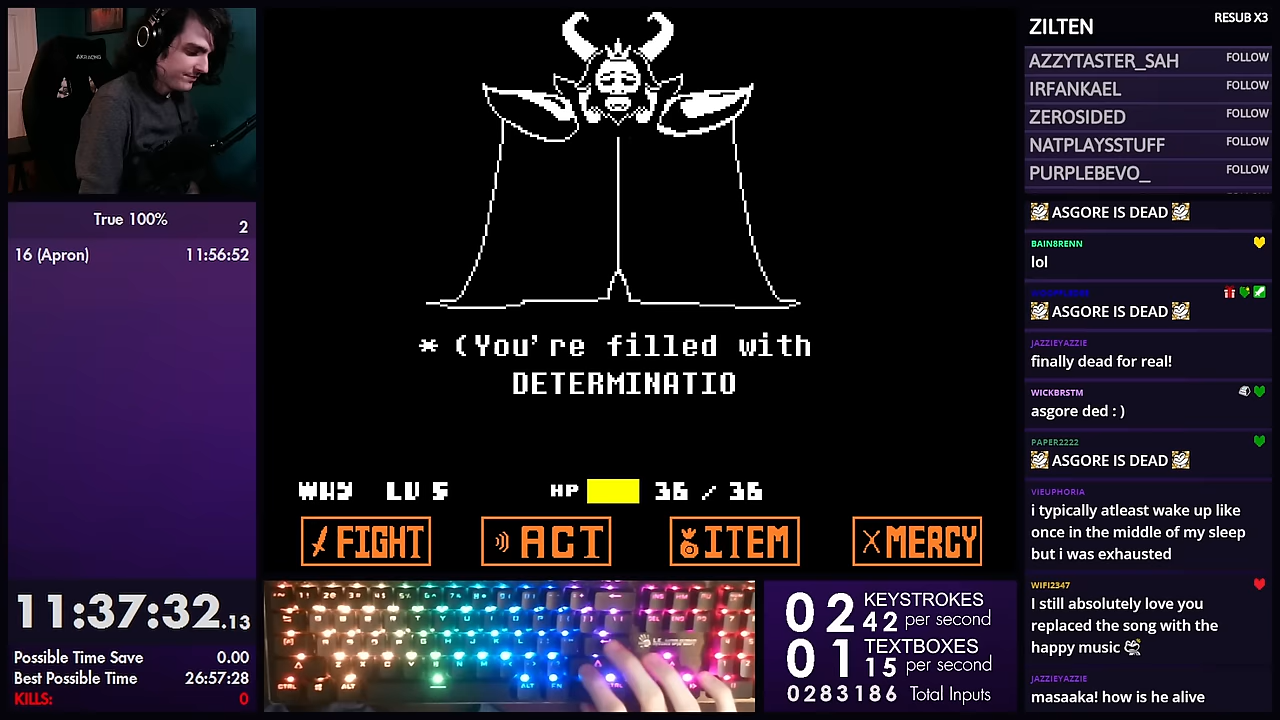 AKRACING
True 100%
2
16 (Apron) 11:56:52
11:37:32.13
Possible Time Save 0.00
Best Possible Time 26:57:28
KILLS: 0
* (You're filled with
DETERMINATIO
WHY LV 5 HP 36 / 36
FIGHT ACT ITEM MERCY
02 KEYSTROKES
42 per second
01 TEXTBOXES
15 per second
0283186 Total Inputs
ZILTEN RESUB X3
AZZYTASTER_SAH FOLLOW
IRFANKAEL FOLLOW
ZEROSIDED FOLLOW
NATPLAYSSTUFF FOLLOW
PURPLEBEVO_ FOLLOW
ASGORE IS DEAD
BAIN8RENN
lol
ASGORE IS DEAD
JAZZIEYAZZIE
finally dead for real!
WICKBRSTM
asgore ded : )
PAPER2222
ASGORE IS DEAD
VIEUPHORIA
i typically atleast wake up like
once in the middle of my sleep
but i was exhausted
WIFI2347
I still absolutely love you
replaced the song with the
happy music
JAZZIEYAZZIE
masaaka! how is he alive